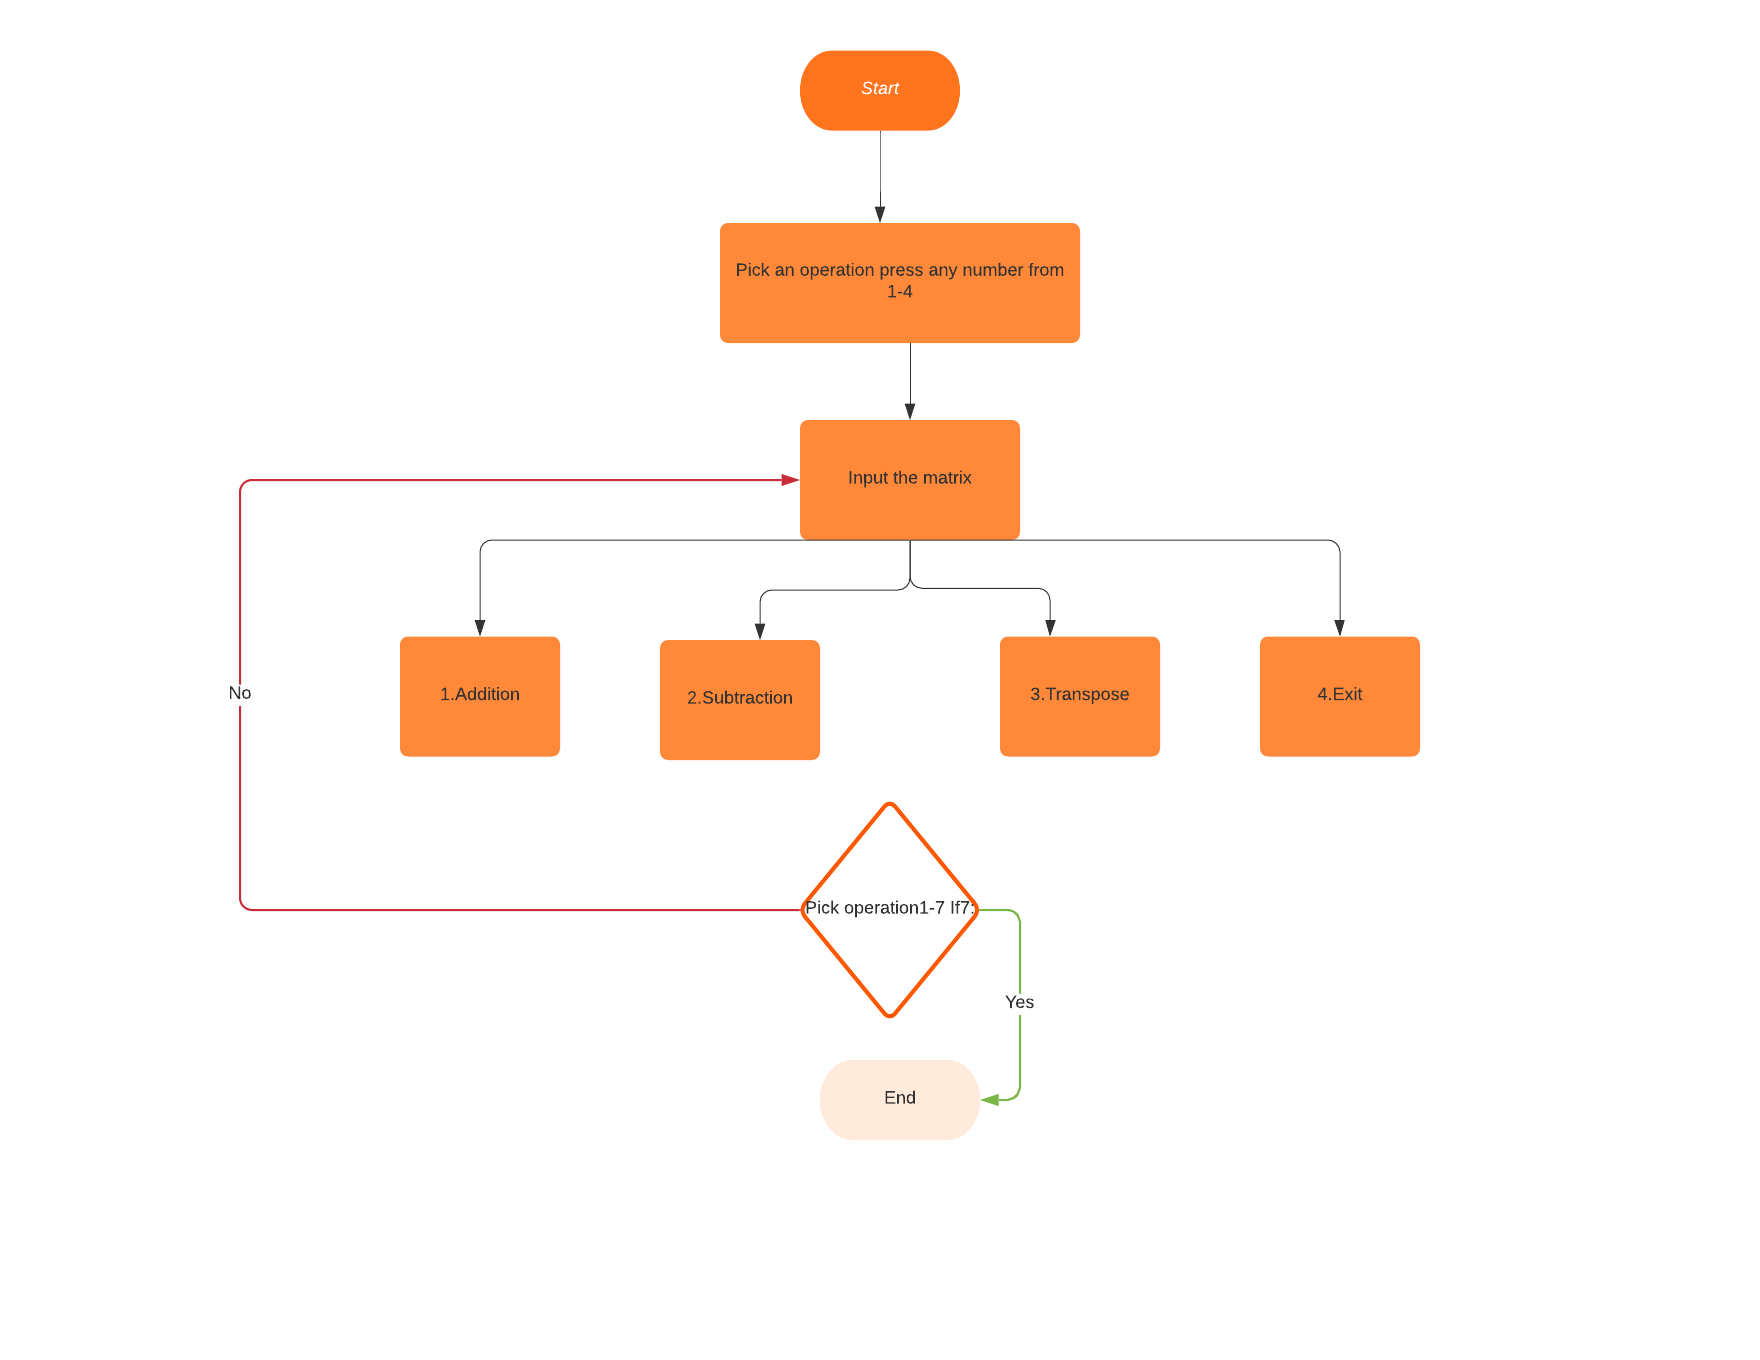 Start
Pick an operation press any number from
1-4
Input the matrix
1.Addition
2.Subtraction
3.Transpose
4.Exit
No
Pick operation1-7 If7:
Yes
End